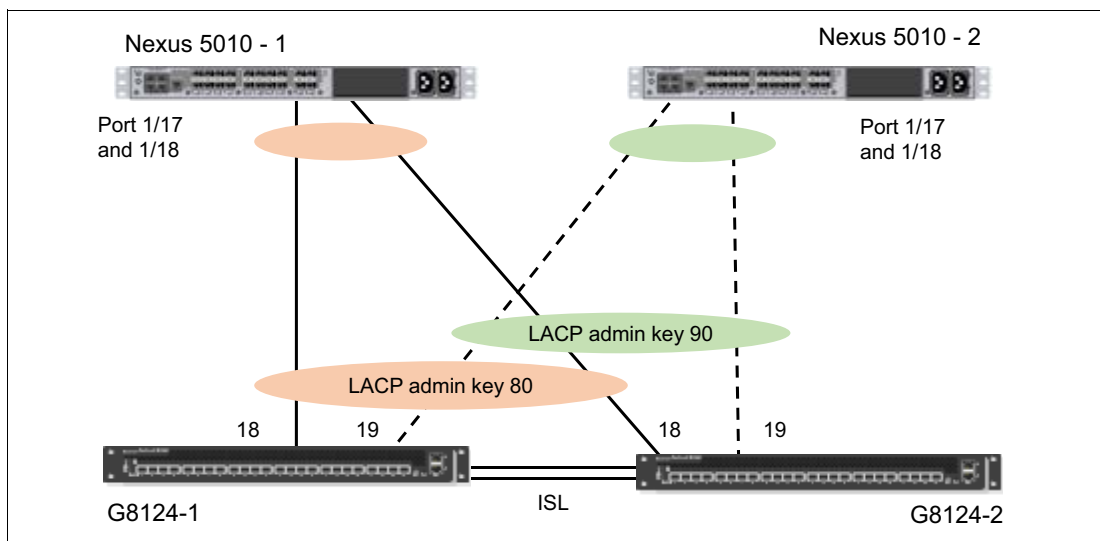 Nexus 5010 - 1
Nexus 5010 - 2
Port 1/17
and 1/18
Port 1/17
and 1/18
LACP admin key 90
LACP admin key 80
18
19
18
19
ISL
G8124-1
G8124-2